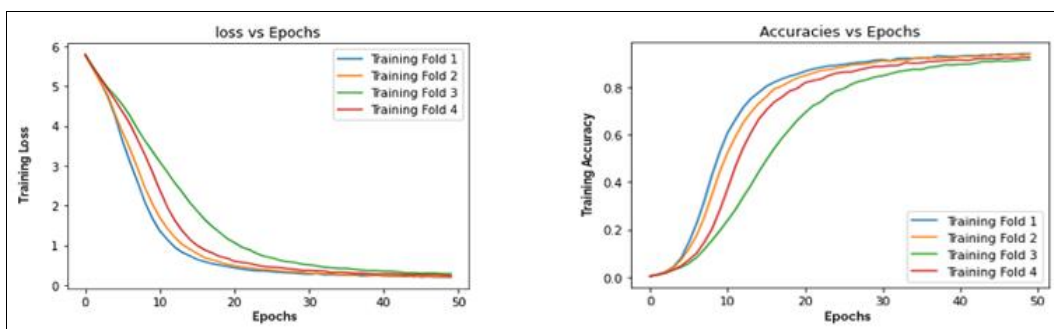 loss vs Epochs
6
5
4
3
2
1
0
Training Loss
Training Fold 1
Training Fold 2
Training Fold 3
Training Fold 4
0 10 20 30 40 50
Epochs
Accuracies vs Epochs
0.8
0.6
0.4
0.2
0.0
Training Accuracy
Training Fold 1
Training Fold 2
Training Fold 3
Training Fold 4
0 10 20 30 40 50
Epochs